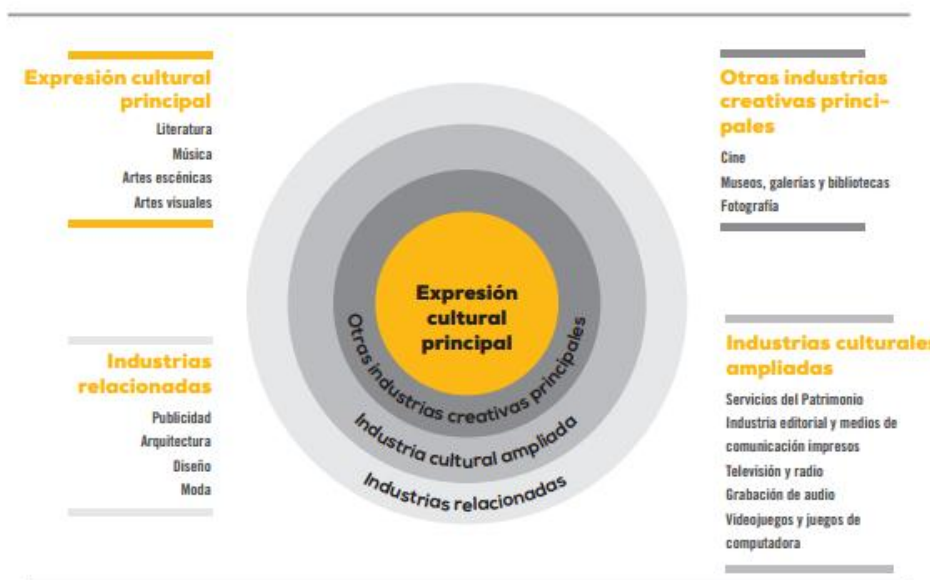 Expresión cultural
principal
Literatura
Música
Artes escénicas
Artes visuales
Otras industrias
creativas princi-
pales
Cine
Museos, galerías y bibliotecas
Fotografía
Expresión
cultural
principal
Otras industrias creativas principales
Industria cultural ampliada
Industrias relacionadas
Industrias
relacionadas
Publicidad
Arquitectura
Diseño
Moda
Industrias culturales
ampliadas
Servicios del Patrimonio
Industria editorial y medios de
comunicación impresos
Televisión y radio
Grabación de audio
Videojuegos y juegos de
computadora